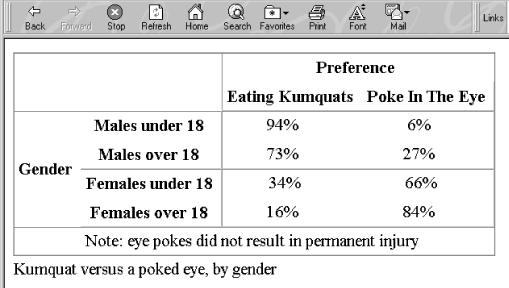 Back Forward Stop Refresh Home Search Favorites Print Font Mail Links
Preference
Eating Kumquats Poke In The Eye
Gender
Males under 18 94% 6%
Males over 18 73% 27%
Females under 18 34% 66%
Females over 18 16% 84%
Note: eye pokes did not result in permanent injury
Kumquat versus a poked eye, by gender